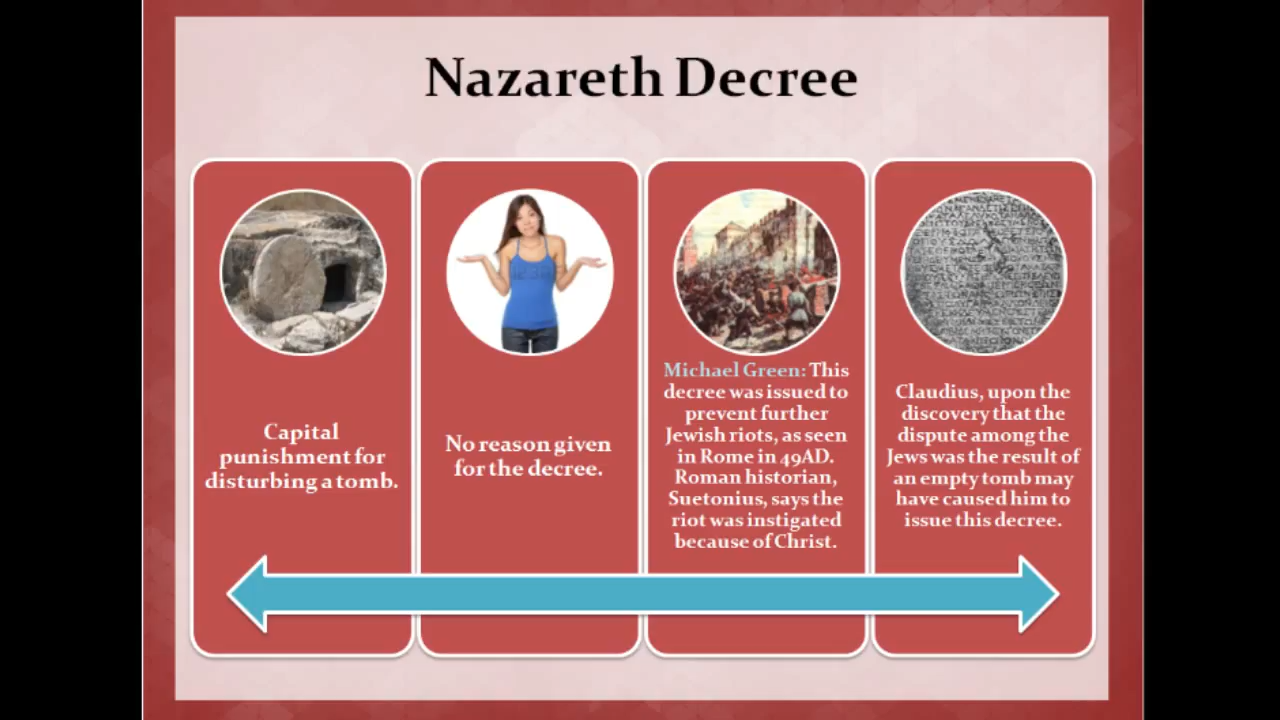 Nazareth Decree
Capital
punishment for
disturbing a tomb.
No reason given
for the decree.
Michael Green: This
decree was issued to
prevent further
Jewish riots, as seen
in Rome in 49AD.
Roman historian,
Suetonius, says the
riot was instigated
because of Christ.
Claudius, upon the
discovery that the
dispute among the
Jews was the result of
an empty tomb may
have caused him to
issue this decree.